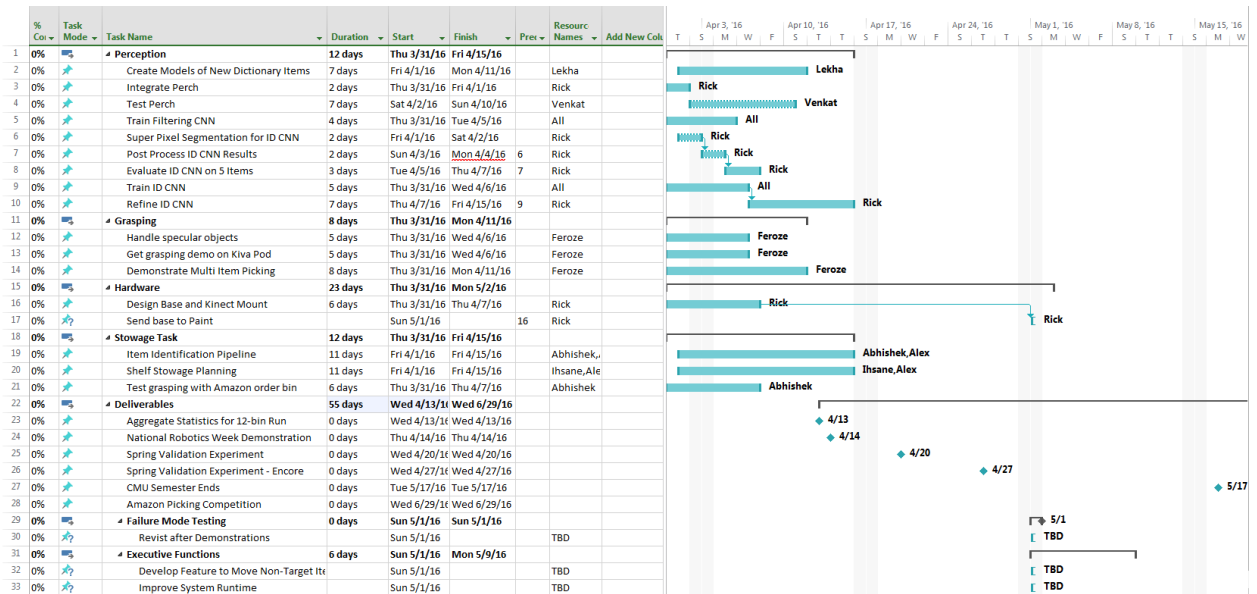 % Task Resourc
Co Mode Task Name Duration Start Finish Pre Names Add New Colu
Apr 3, '16 Apr 10, '16 Apr 17, '16 Apr 24, '16 May 1, '16 May 8, '16 May 15, '16
T S M W F S T T S M W F S T T S M W F S T T S M W
1 0% Perception 12 days Thu 3/31/16 Fri 4/15/16
2 0% Create Models of New Dictionary Items 7 days Fri 4/1/16 Mon 4/11/16 Lekha Lekha
3 0% Integrate Perch 2 days Thu 3/31/16 Fri 4/1/16 Rick Rick
4 0% Test Perch 7 days Sat 4/2/16 Sun 4/10/16 Venkat Venkat
5 0% Train Filtering CNN 4 days Thu 3/31/16 Tue 4/5/16 All All
6 0% Super Pixel Segmentation for ID CNN 2 days Fri 4/1/16 Sat 4/2/16 Rick Rick
7 0% Post Process ID CNN Results 2 days Sun 4/3/16 Mon 4/4/16 6 Rick Rick
8 0% Evaluate ID CNN on 5 Items 3 days Tue 4/5/16 Thu 4/7/16 7 Rick Rick
9 0% Train ID CNN 5 days Thu 3/31/16 Wed 4/6/16 All All
10 0% Refine ID CNN 7 days Thu 4/7/16 Fri 4/15/16 9 Rick Rick
11 0% Grasping 8 days Thu 3/31/16 Mon 4/11/16
12 0% Handle specular objects 5 days Thu 3/31/16 Wed 4/6/16 Feroze Feroze
13 0% Get grasping demo on Kiva Pod 5 days Thu 3/31/16 Wed 4/6/16 Feroze Feroze
14 0% Demonstrate Multi Item Picking 8 days Thu 3/31/16 Mon 4/11/16 Feroze Feroze
15 0% Hardware 23 days Thu 3/31/16 Mon 5/2/16
16 0% Design Base and Kinect Mount 6 days Thu 3/31/16 Thu 4/7/16 Rick Rick
17 0% Send base to Paint Sun 5/1/16 16 Rick Rick
18 0% Stowage Task 12 days Thu 3/31/16 Fri 4/15/16
19 0% Item Identification Pipeline 11 days Fri 4/1/16 Fri 4/15/16 Abhishek,A Abhishek,Alex
20 0% Shelf Stowage Planning 11 days Fri 4/1/16 Fri 4/15/16 Ihsane,Ale Ihsane,Alex
21 0% Test grasping with Amazon order bin 6 days Thu 3/31/16 Thu 4/7/16 Abhishek Abhishek
22 0% Deliverables 55 days Wed 4/13/16 Wed 6/29/16
23 0% Aggregate Statistics for 12-bin Run 0 days Wed 4/13/16 Wed 4/13/16 4/13
24 0% National Robotics Week Demonstration 0 days Thu 4/14/16 Thu 4/14/16 4/14
25 0% Spring Validation Experiment 0 days Wed 4/20/16 Wed 4/20/16 4/20
26 0% Spring Validation Experiment - Encore 0 days Wed 4/27/16 Wed 4/27/16 4/27
27 0% CMU Semester Ends 0 days Tue 5/17/16 Tue 5/17/16 5/17
28 0% Amazon Picking Competition 0 days Wed 6/29/16 Wed 6/29/16
29 0% Failure Mode Testing 0 days Sun 5/1/16 Sun 5/1/16 5/1
30 0% Revist after Demonstrations Sun 5/1/16 TBD TBD
31 0% Executive Functions 6 days Sun 5/1/16 Mon 5/9/16
32 0% Develop Feature to Move Non-Target Ite Sun 5/1/16 TBD TBD
33 0% Improve System Runtime Sun 5/1/16 TBD TBD